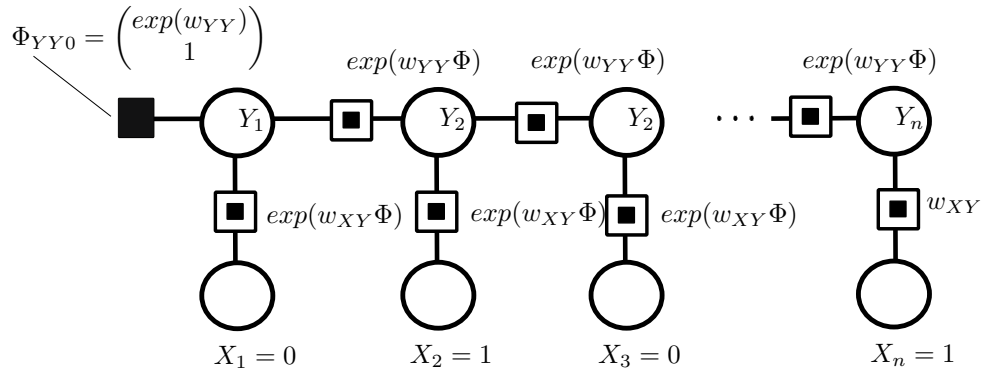 Φ_{YY0} = (exp(w_{YY}) 1)
exp(w_{YY}Φ) exp(w_{YY}Φ) exp(w_{YY}Φ)
Y_1 Y_2 Y_2 ... Y_n
exp(w_{XY}Φ) exp(w_{XY}Φ) exp(w_{XY}Φ) w_{XY}
X_1 = 0 X_2 = 1 X_3 = 0 X_n = 1